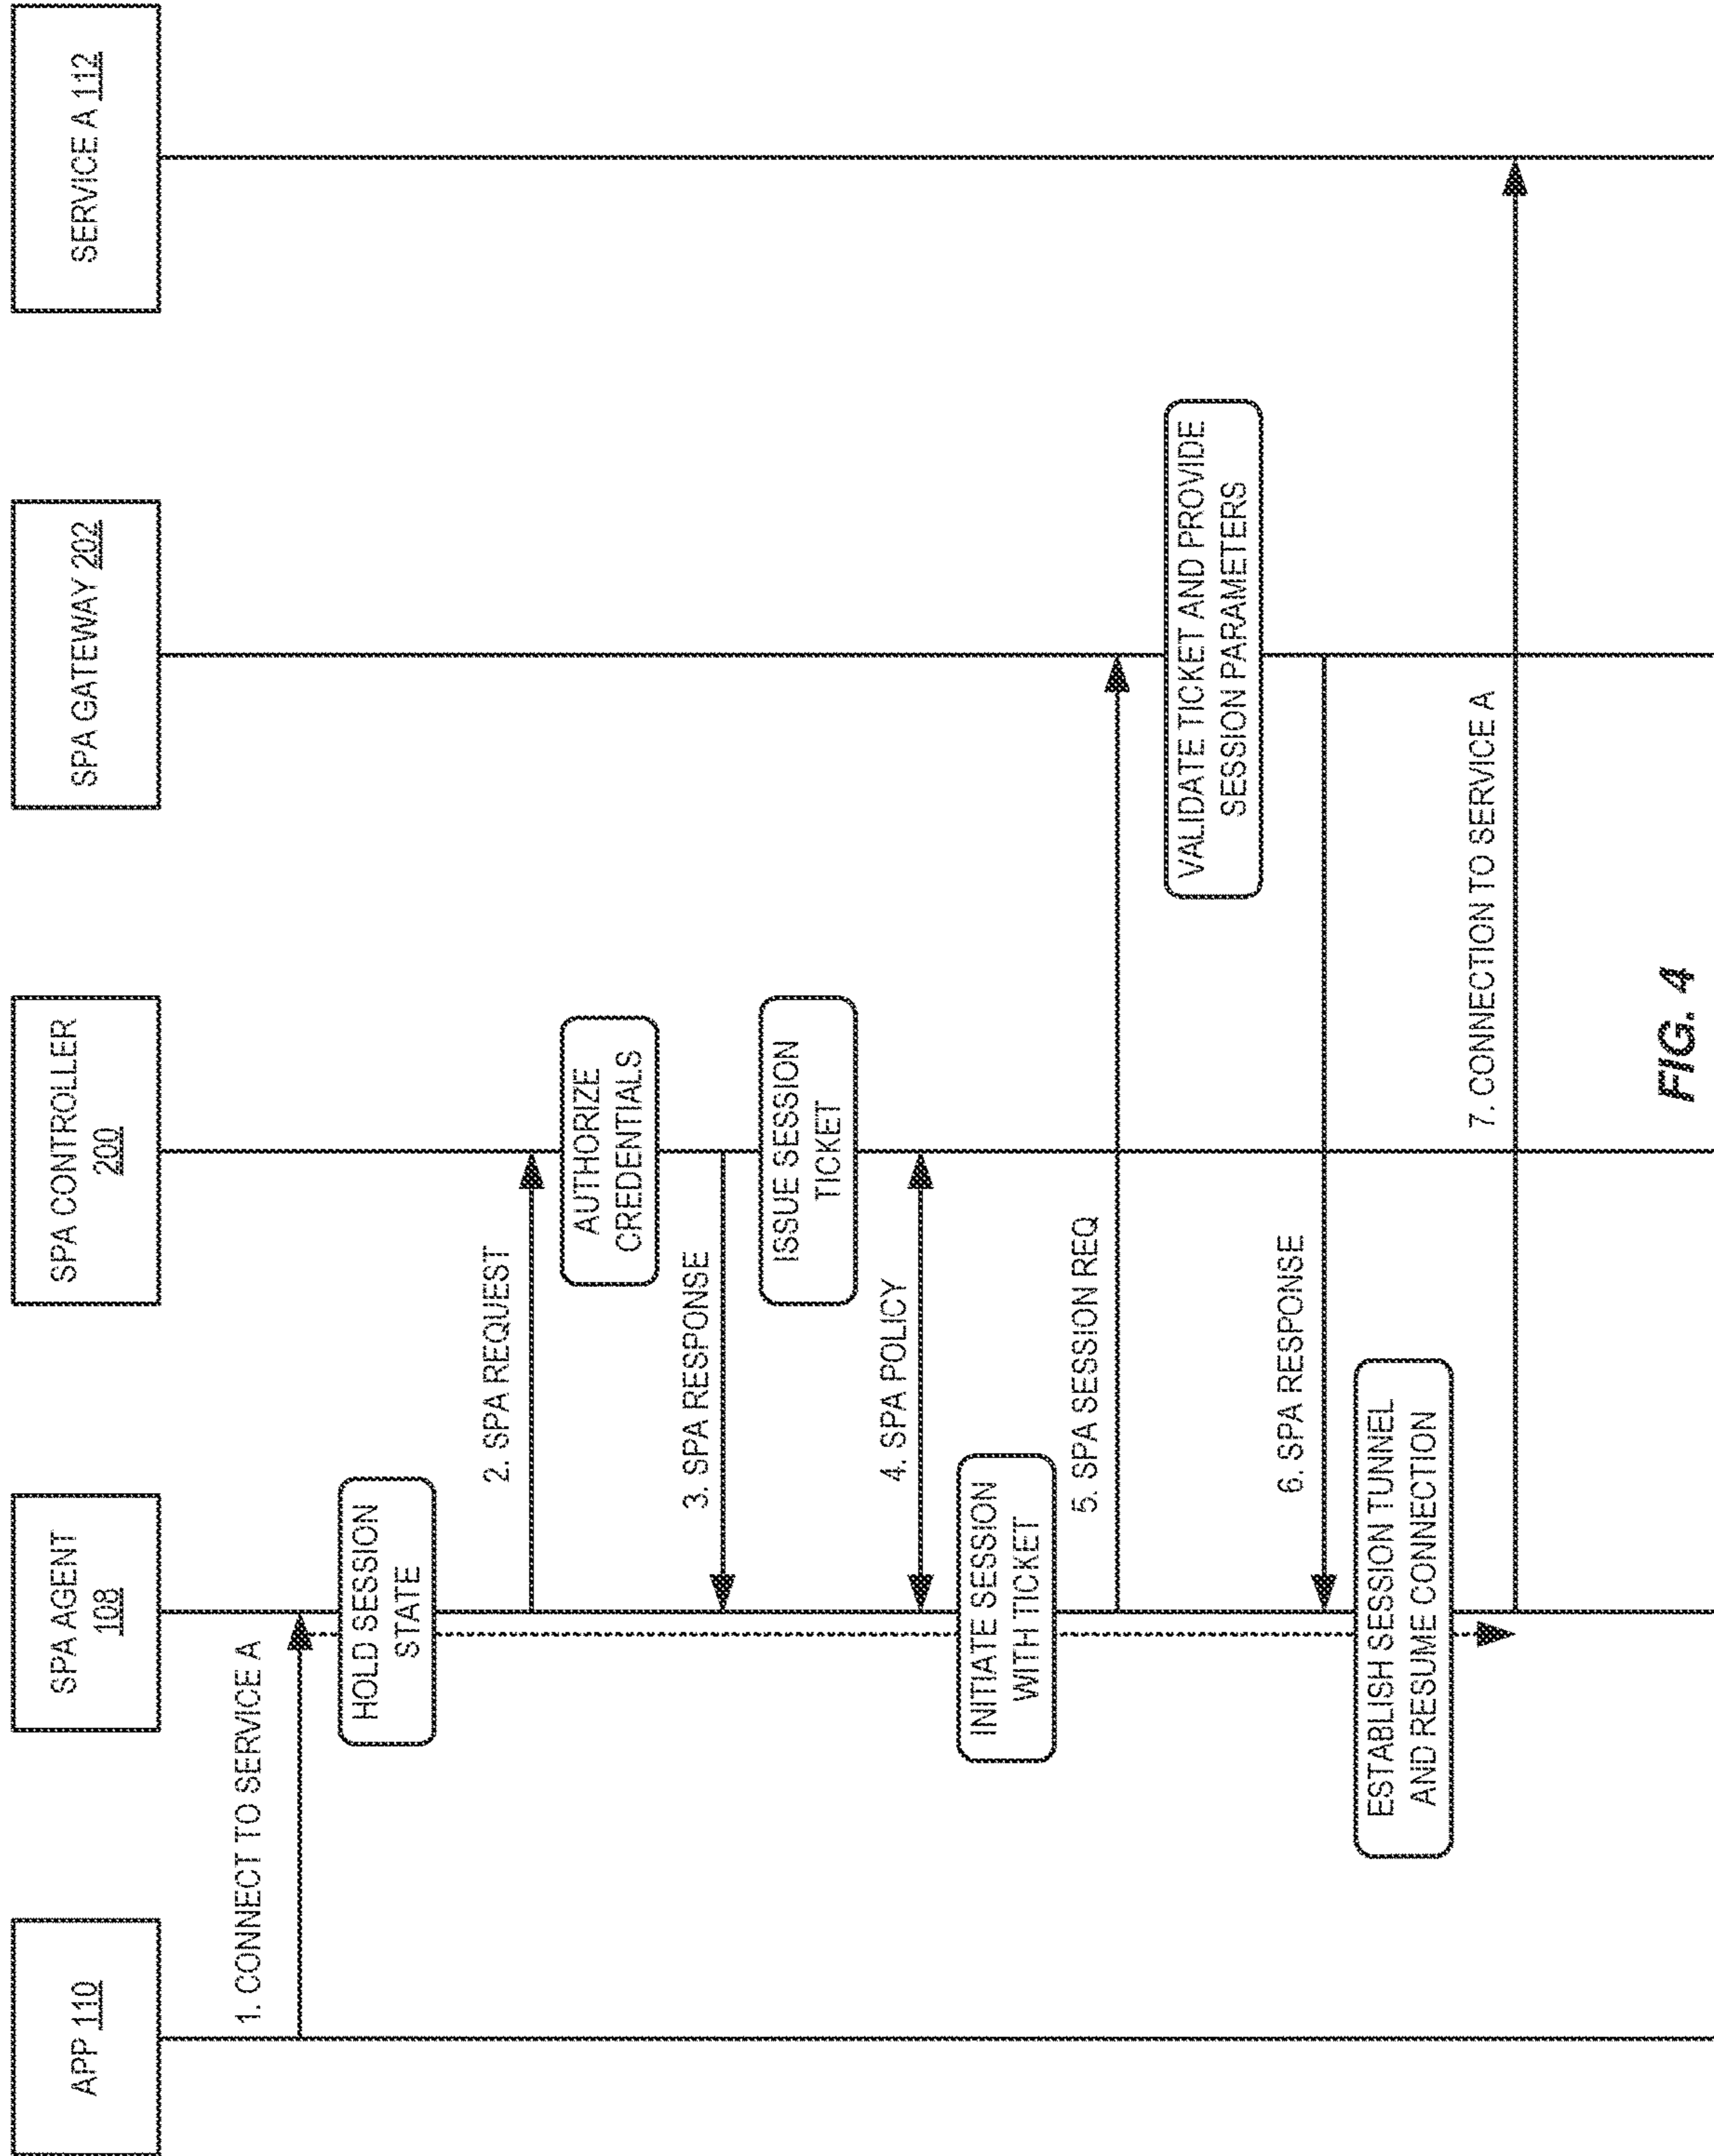 APP 110
SPA AGENT
108
SPA CONTROLLER
200
SPA GATEWAY 202
SERVICE A 112
1. CONNECT TO SERVICE A
HOLD SESSION
STATE
2. SPA REQUEST
AUTHORIZE
CREDENTIALS
3. SPA RESPONSE
ISSUE SESSION
TICKET
4. SPA POLICY
INITIATE SESSION
WITH TICKET
5. SPA SESSION REQ
VALIDATE TICKET AND PROVIDE
SESSION PARAMETERS
6. SPA RESPONSE
ESTABLISH SESSION TUNNEL
AND RESUME CONNECTION
7. CONNECTION TO SERVICE A
FIG. 4